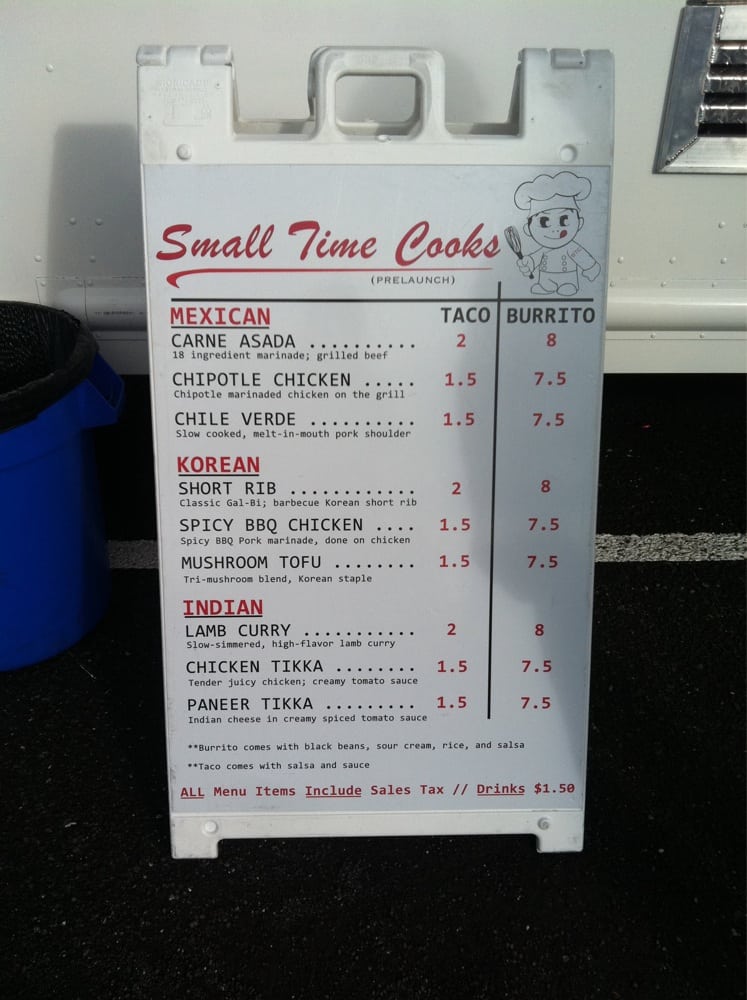 Small Time Cooks
(PRELAUNCH)
MEXICAN TACO BURRITO
CARNE ASADA .......... 2 8
18 ingredient marinade; grilled beef
CHIPOTLE CHICKEN ..... 1.5 7.5
Chipotle marinaded chicken on the grill
CHILE VERDE .......... 1.5 7.5
Slow cooked, melt-in-mouth pork shoulder
KOREAN
SHORT RIB ............ 2 8
Classic Gal-Bi; barbecue Korean short rib
SPICY BBQ CHICKEN .... 1.5 7.5
Spicy BBQ Pork marinade, done on chicken
MUSHROOM TOFU ........ 1.5 7.5
Tri-mushroom blend, Korean staple
INDIAN
LAMB CURRY ........... 2 8
Slow-simmered, high-flavor lamb curry
CHICKEN TIKKA ........ 1.5 7.5
Tender juicy chicken; creamy tomato sauce
PANEER TIKKA ......... 1.5 7.5
Indian cheese in creamy spiced tomato sauce
**Burrito comes with black beans, sour cream, rice, and salsa
**Taco comes with salsa and sauce
ALL Menu Items Include Sales Tax // Drinks $1.50